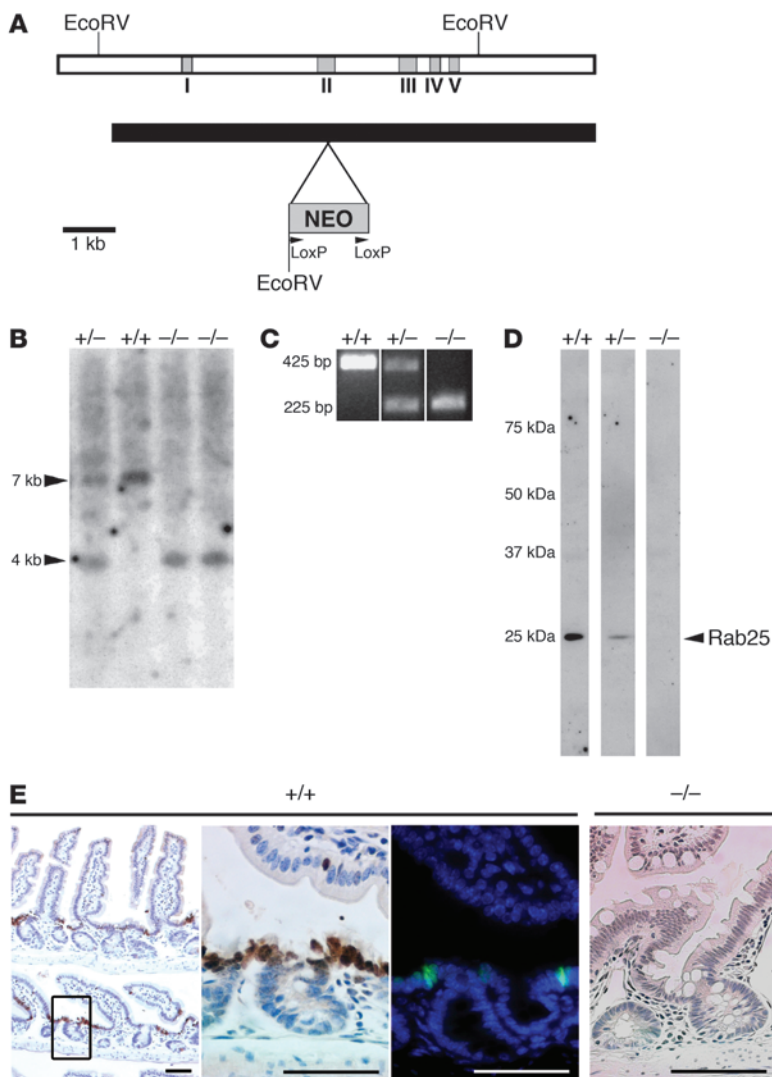 A
EcoRV EcoRV
I II III IV V
NEO
LoxP LoxP
1 kb
EcoRV
B
+/– +/+ –/– –/–
7 kb
4 kb
C
+/+ +/– –/–
425 bp
225 bp
D
+/+ +/– –/–
75 kDa
50 kDa
37 kDa
25 kDa
Rab25
E
+/+ –/–